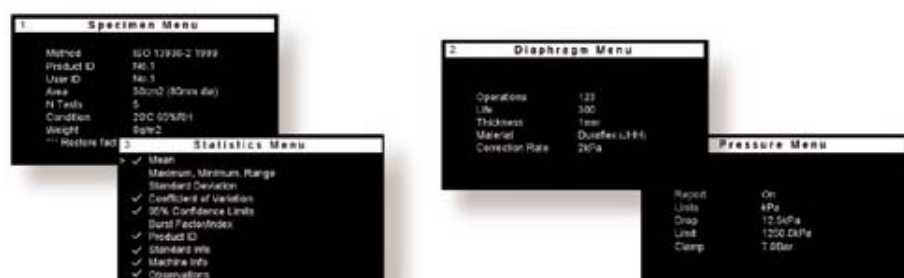 1 Specimen Menu
Method ISO 13938-2 1999
Product ID No.1
User ID No.1
Area 50cm2 (80mm dia)
N Tests 5
Condition 20C 65%RH
Weight 0g/m2
*** Restore fact
3 Statistics Menu
> ✓ Mean
Maximum, Minimum, Range
Standard Deviation
✓ Coefficient of Variation
✓ 95% Confidence Limits
Burst Factor/Index
✓ Product ID
✓ Standard Info
✓ Machine Info
✓ Observations
2 Diaphragm Menu
Operations 123
Life 300
Thickness 1mm
Material Duraflex (JHH)
Correction Rate 2kPa
Pressure Menu
Report On
Units kPa
Drop 12.5kPa
Limit 1250.0kPa
Clamp 7.0Bar